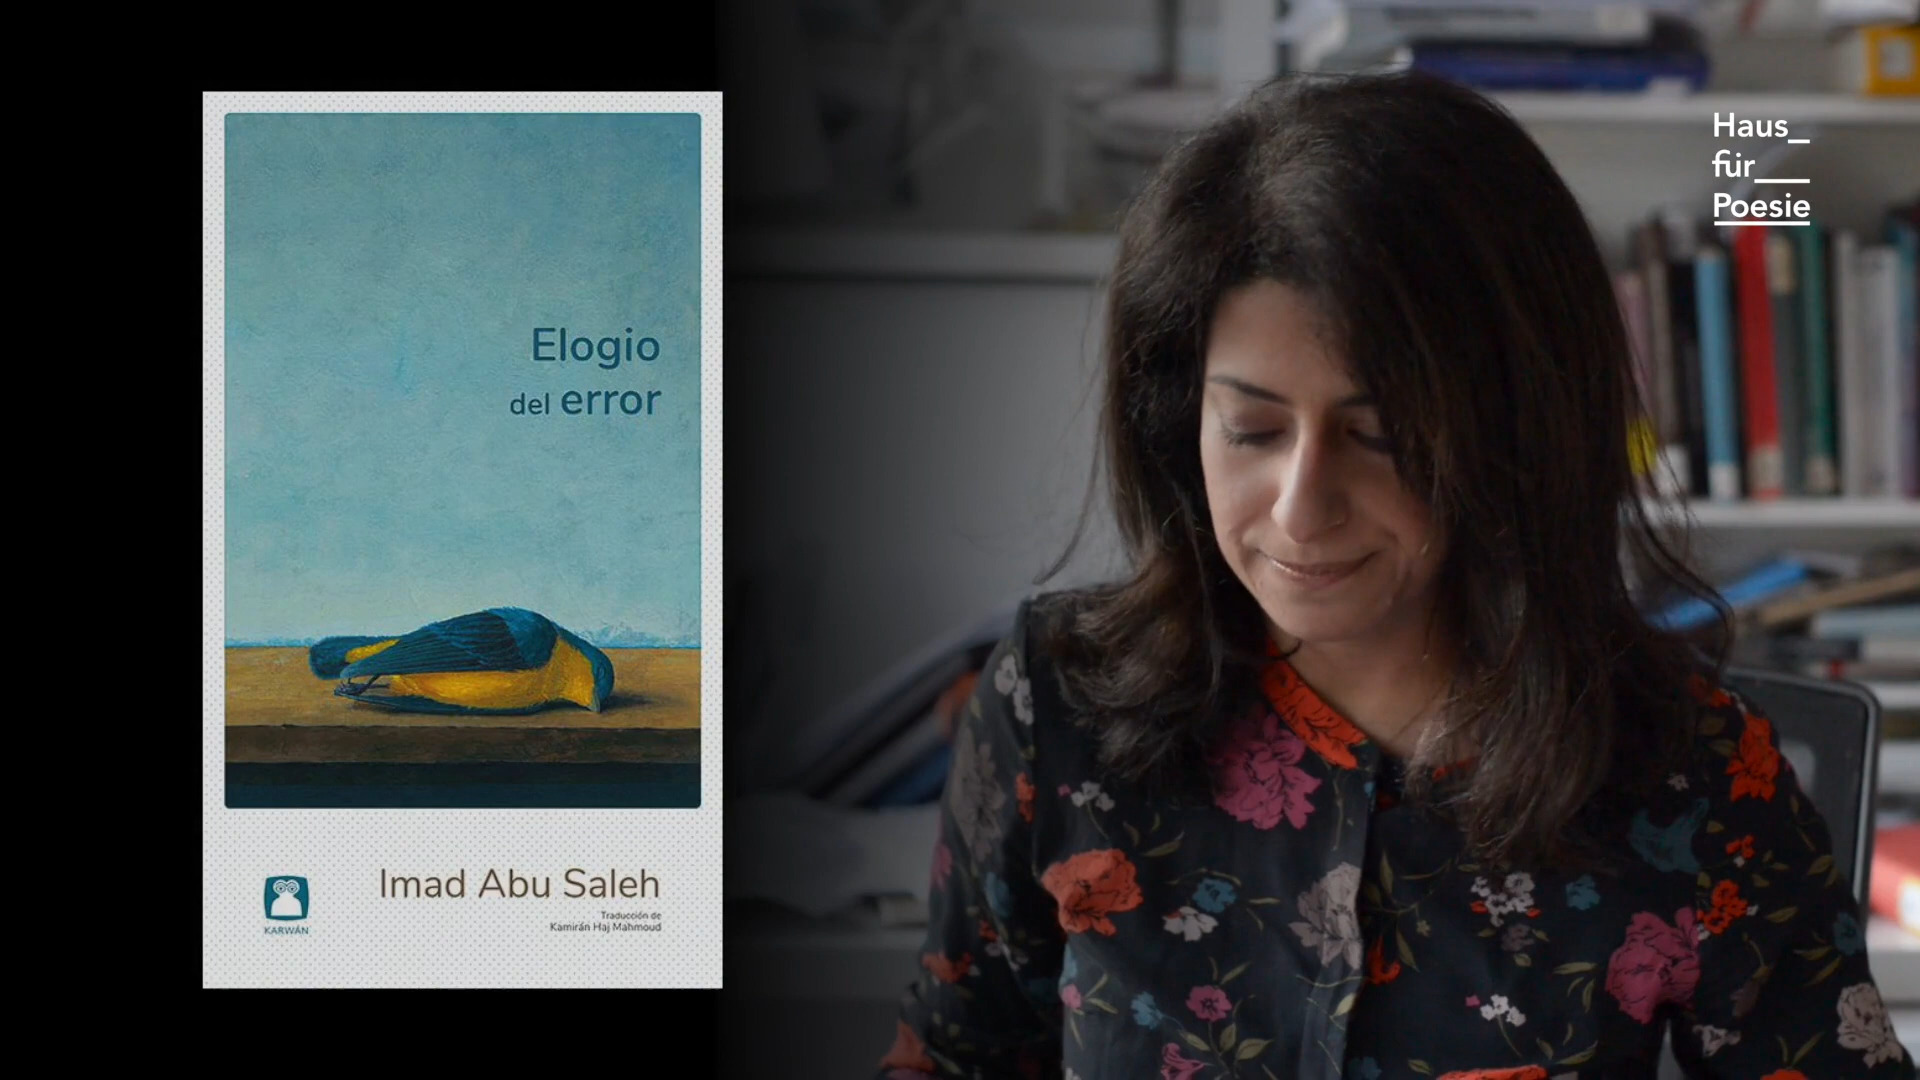 Elogio
del error
Imad Abu Saleh
Traducción de
Kamirán Haj Mahmoud
KARWÁN
Haus_
für__
Poesie